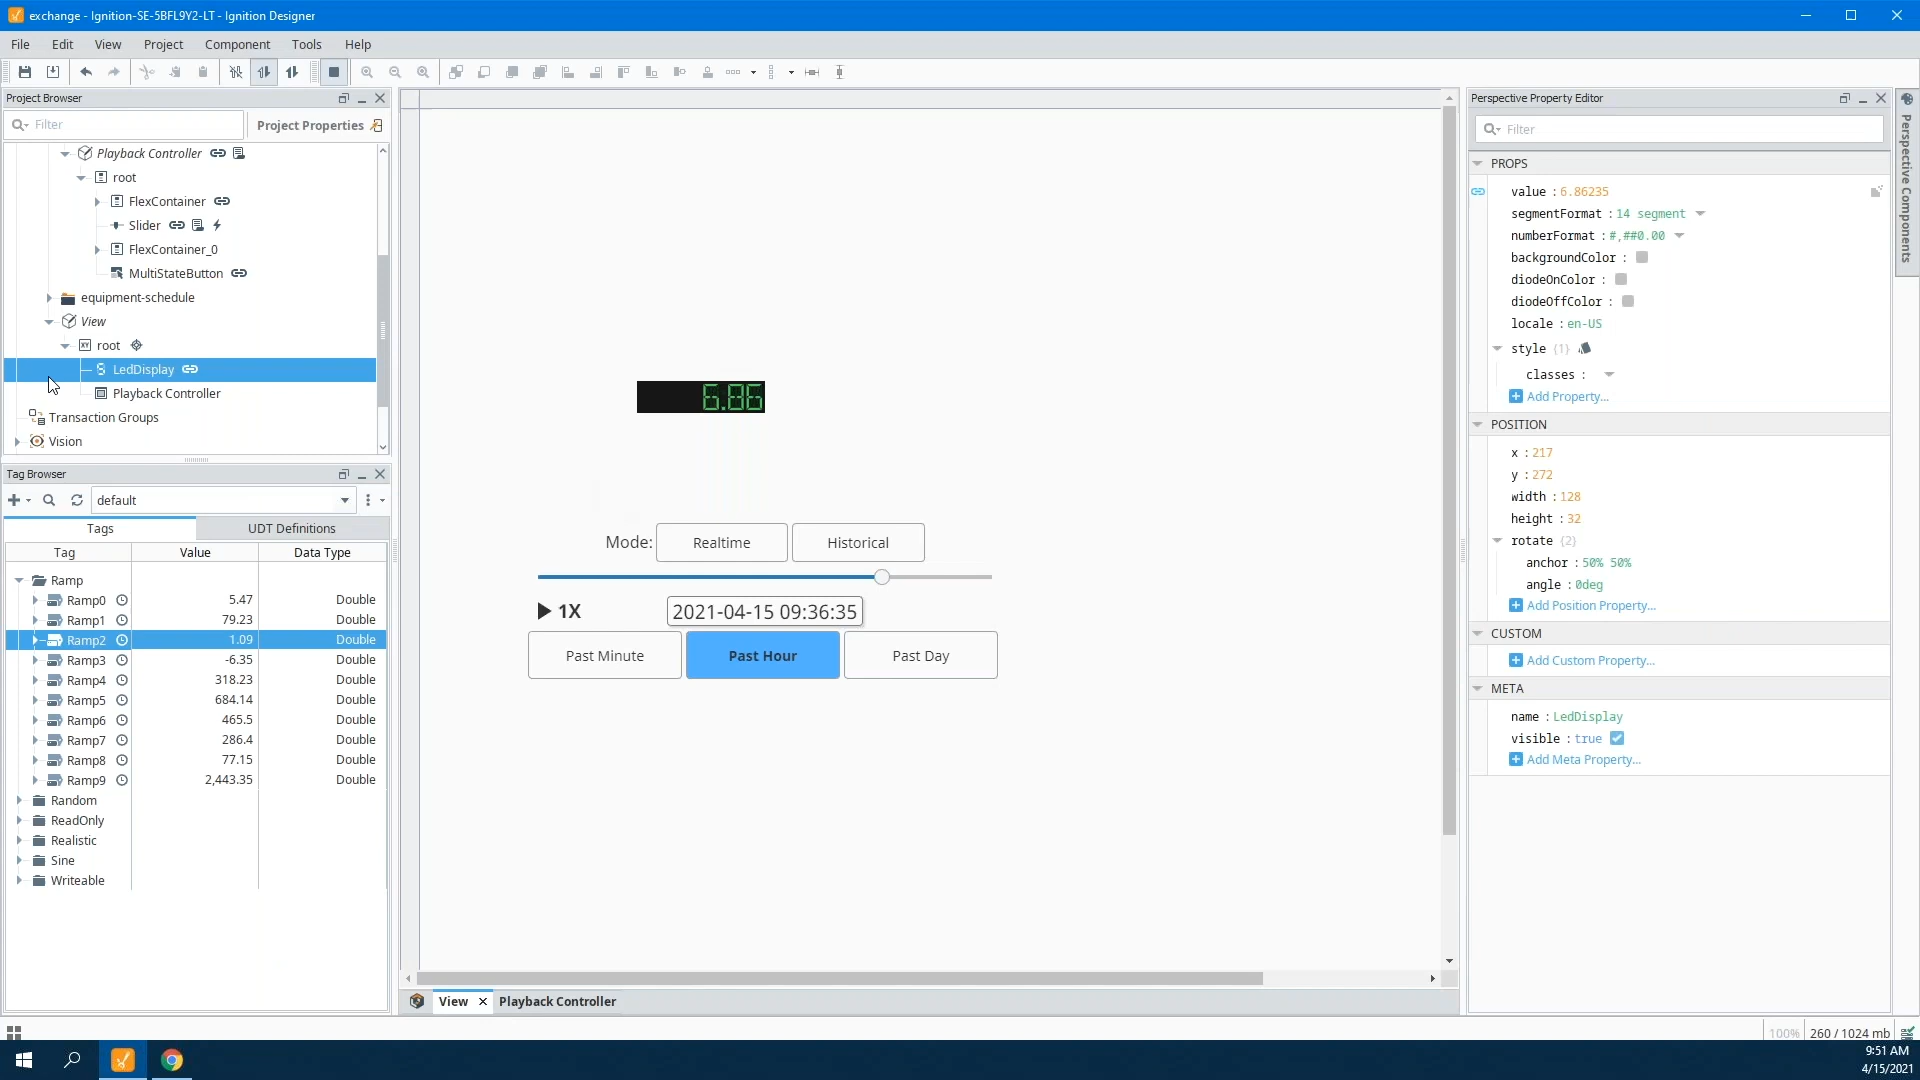 exchange - Ignition-SE-5BFL9Y2-LT - Ignition Designer
File Edit View Project Component Tools Help
Project Browser
Filter
Project Properties
Playback Controller
root
FlexContainer
Slider
FlexContainer_0
MultiStateButton
equipment-schedule
View
root
LedDisplay
Playback Controller
Transaction Groups
Vision
Tag Browser
default
Tags UDT Definitions
Tag Value Data Type
Ramp
Ramp0 5.47 Double
Ramp1 79.23 Double
Ramp2 1.09 Double
Ramp3 -6.35 Double
Ramp4 318.23 Double
Ramp5 684.14 Double
Ramp6 465.5 Double
Ramp7 286.4 Double
Ramp8 77.15 Double
Ramp9 2,443.35 Double
Random
ReadOnly
Realistic
Sine
Writeable
6.86
Mode: Realtime Historical
1X 2021-04-15 09:36:35
Past Minute Past Hour Past Day
View Playback Controller
Perspective Property Editor
Filter
PROPS
value : 6.86235
segmentFormat : 14 segment
numberFormat : #,##0.00
backgroundColor :
diodeOnColor :
diodeOffColor :
locale : en-US
style {1}
classes :
Add Property...
POSITION
x : 217
y : 272
width : 128
height : 32
rotate {2}
anchor : 50% 50%
angle : 0deg
Add Position Property...
CUSTOM
Add Custom Property...
META
name : LedDisplay
visible : true
Add Meta Property...
Perspective Components
100% 260 / 1024 mb
9:51 AM
4/15/2021